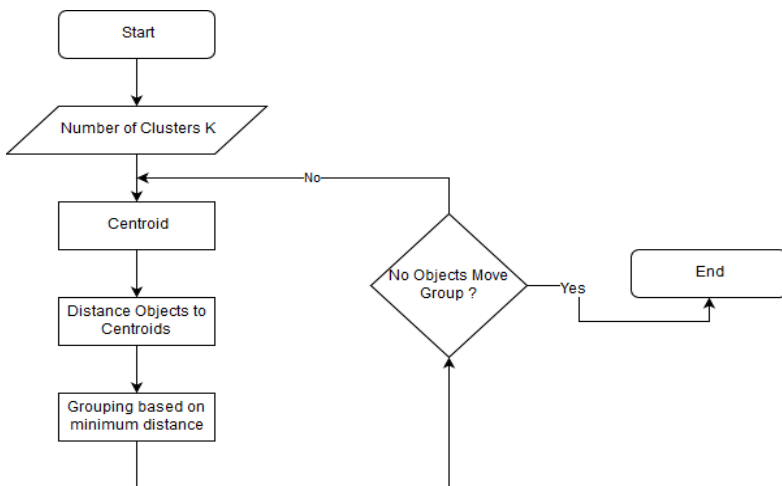 Start
Number of Clusters K
No
Centroid
No Objects Move
Group ?
Yes
End
Distance Objects to
Centroids
Grouping based on
minimum distance